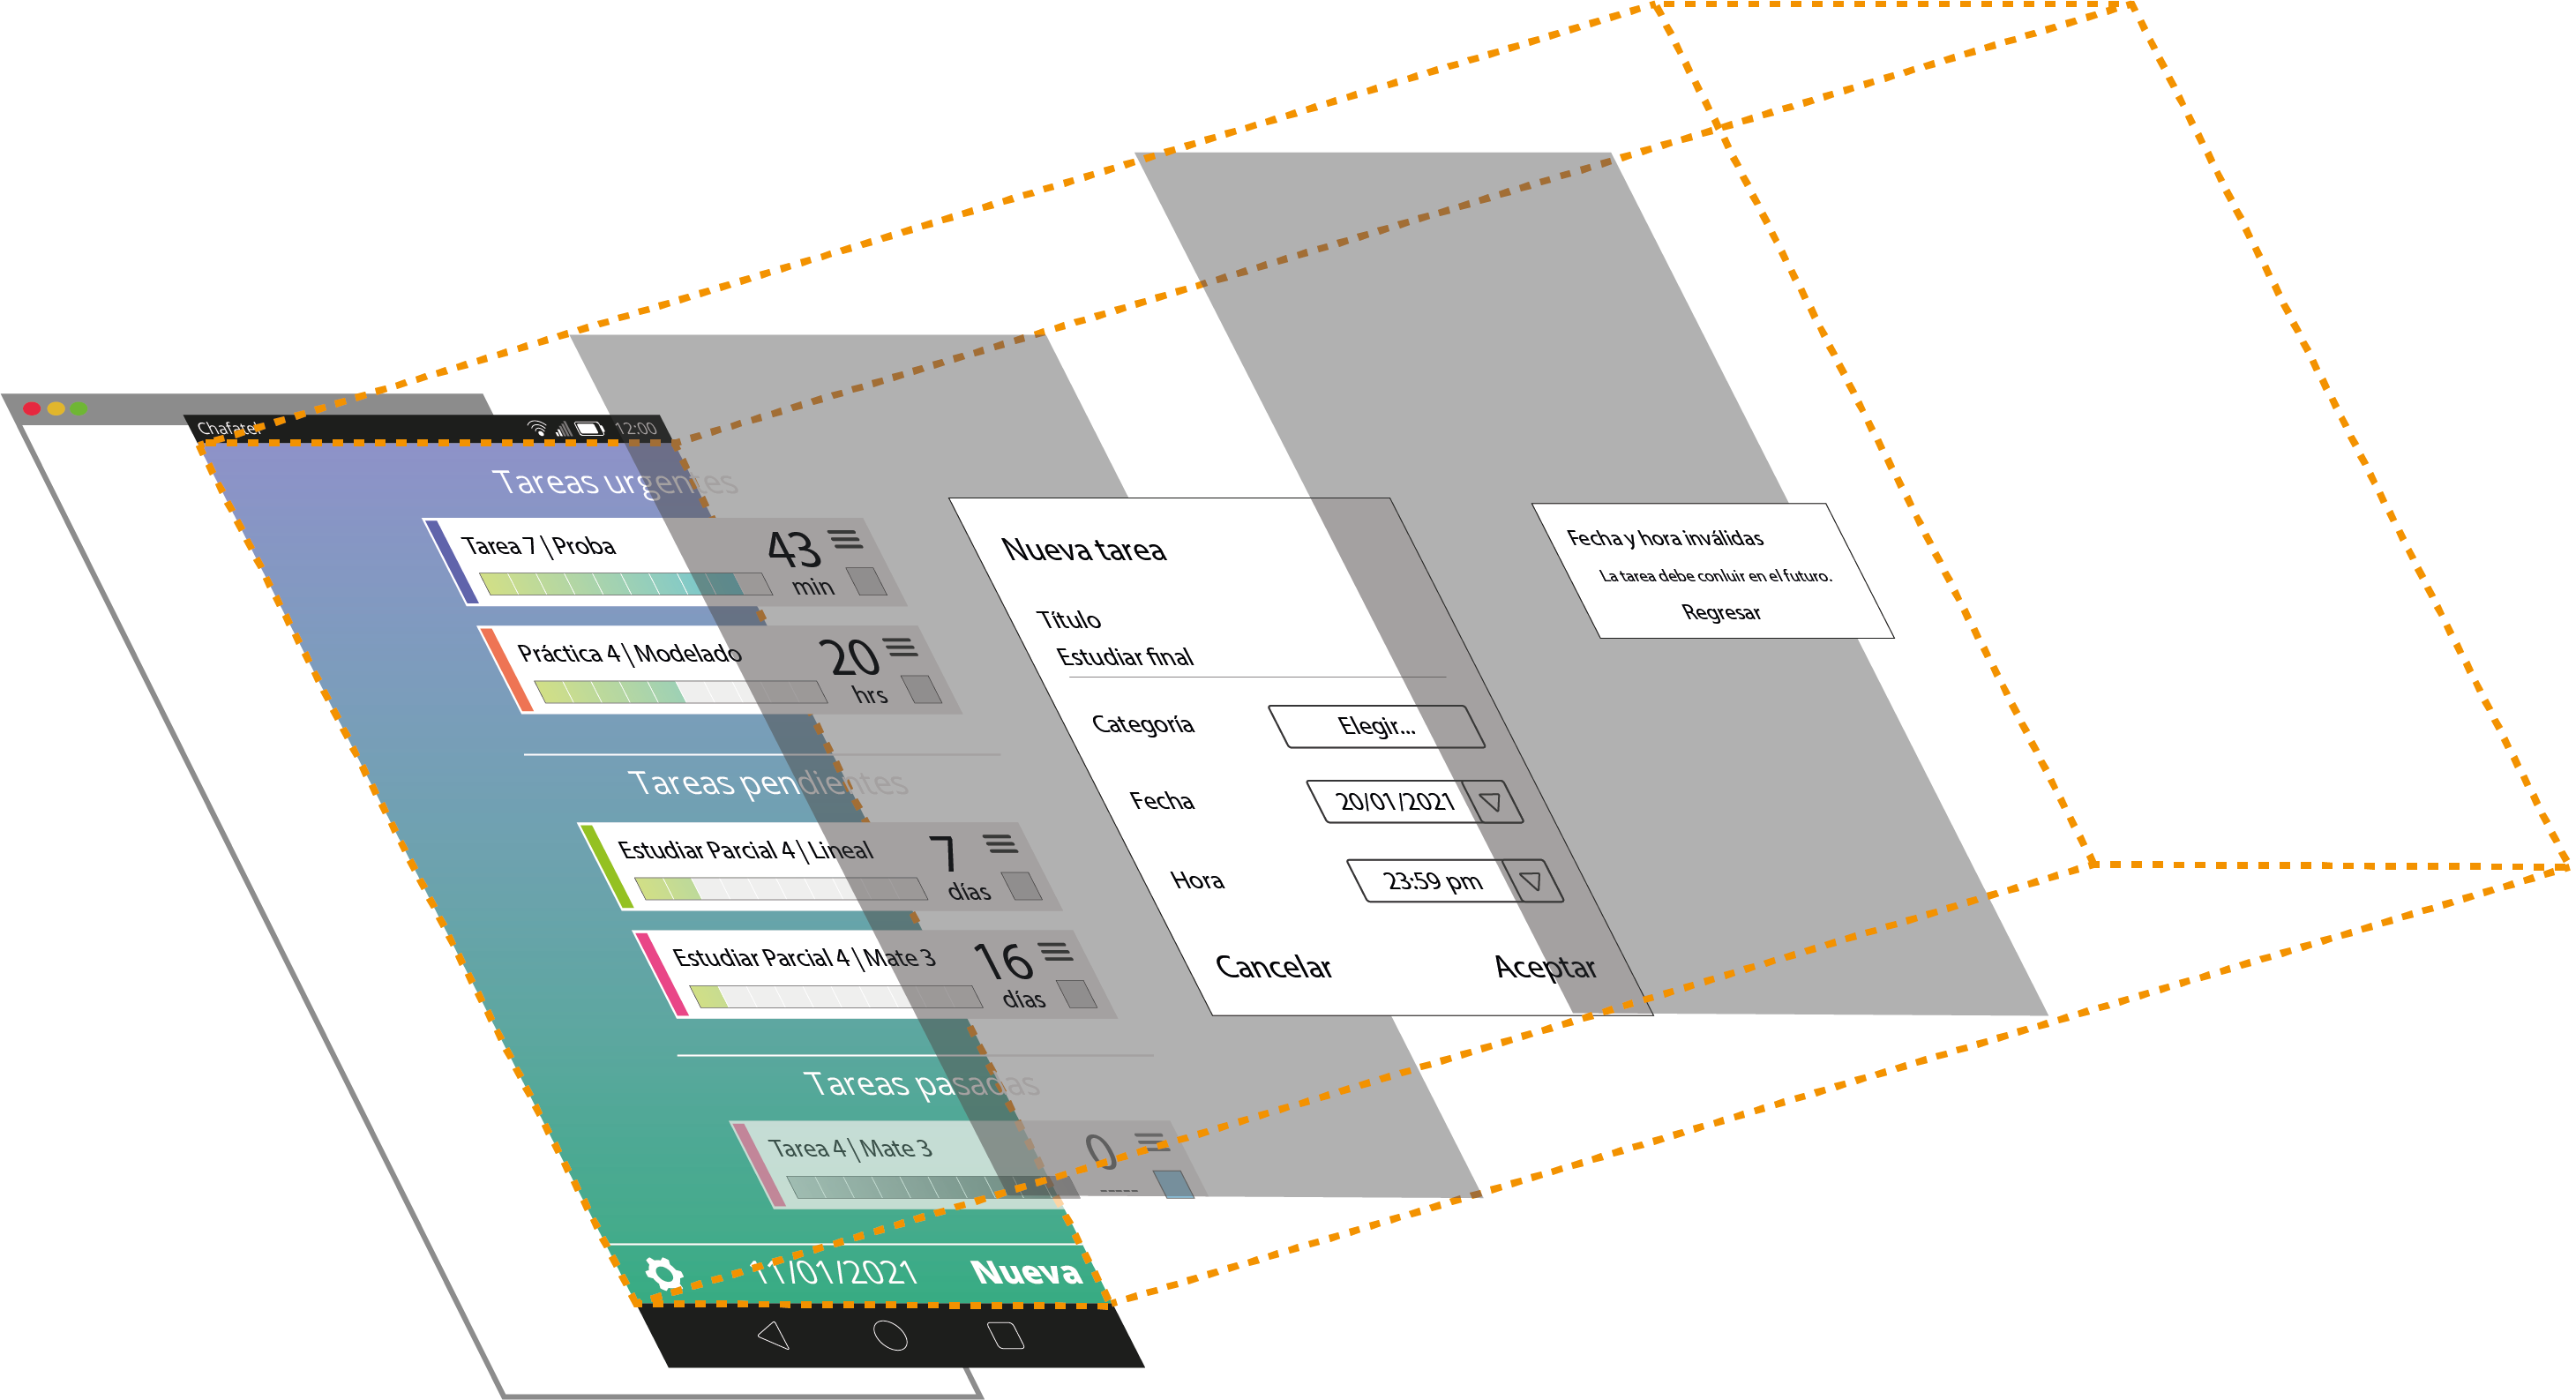 Chafatel 12:00
Tareas urgentes
Tarea 7 | Proba
43
min
Práctica 4 | Modelado
20
hrs
Tareas pendientes
Estudiar Parcial 4 | Lineal
7
días
Estudiar Parcial 4 | Mate 3
16
días
Tareas pasadas
Tarea 4 | Mate 3
0
-----
11/01/2021 Nueva
Nueva tarea
Título
Estudiar final
Categoría Elegir...
Fecha 20/01/2021
Hora 23:59 pm
Cancelar Aceptar
Fecha y hora inválidas
La tarea debe conluir en el futuro.
Regresar